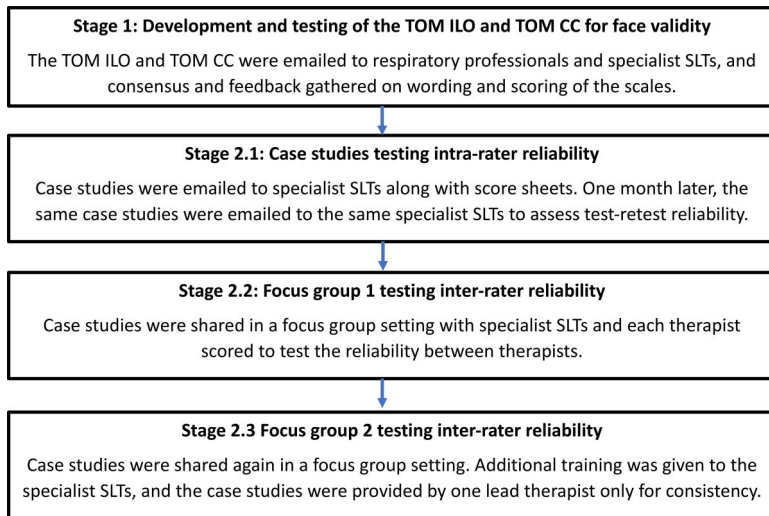 Stage 1: Development and testing of the TOM ILO and TOM CC for face validity
The TOM ILO and TOM CC were emailed to respiratory professionals and specialist SLTs, and
consensus and feedback gathered on wording and scoring of the scales.
Stage 2.1: Case studies testing intra-rater reliability
Case studies were emailed to specialist SLTs along with score sheets. One month later, the
same case studies were emailed to the same specialist SLTs to assess test-retest reliability.
Stage 2.2: Focus group 1 testing inter-rater reliability
Case studies were shared in a focus group setting with specialist SLTs and each therapist
scored to test the reliability between therapists.
Stage 2.3 Focus group 2 testing inter-rater reliability
Case studies were shared again in a focus group setting. Additional training was given to the
specialist SLTs, and the case studies were provided by one lead therapist only for consistency.